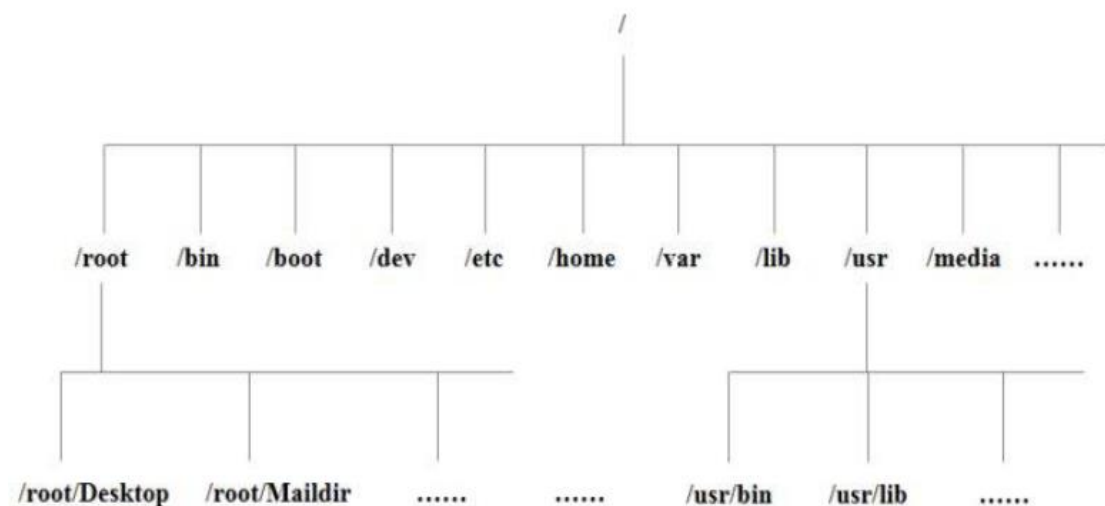 /
/root /bin /boot /dev /etc /home /var /lib /usr /media ……
/root/Desktop /root/Maildir …… …… /usr/bin /usr/lib ……